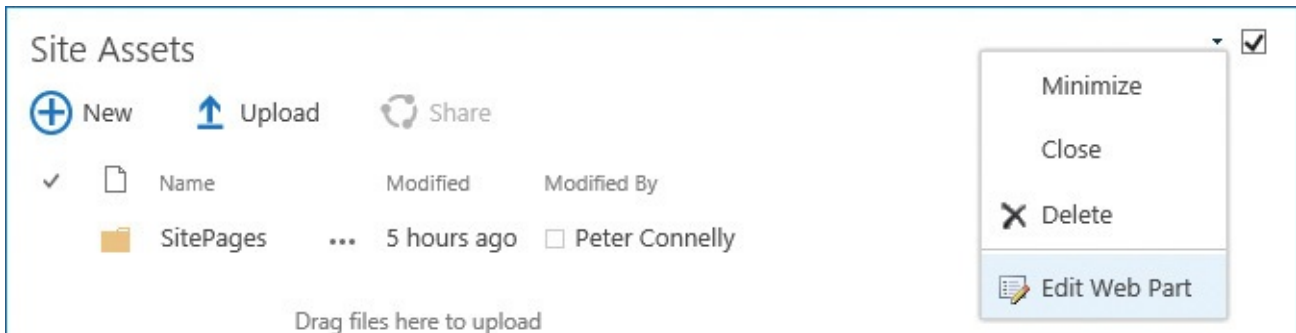 Site Assets
New Upload Share
Name Modified Modified By
SitePages ... 5 hours ago Peter Connelly
Drag files here to upload
Minimize
Close
Delete
Edit Web Part